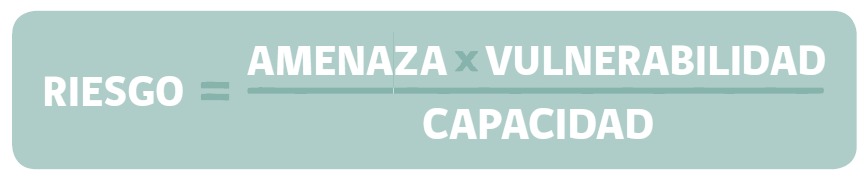 AMENAZA x VULNERABILIDAD
RIESGO =
CAPACIDAD